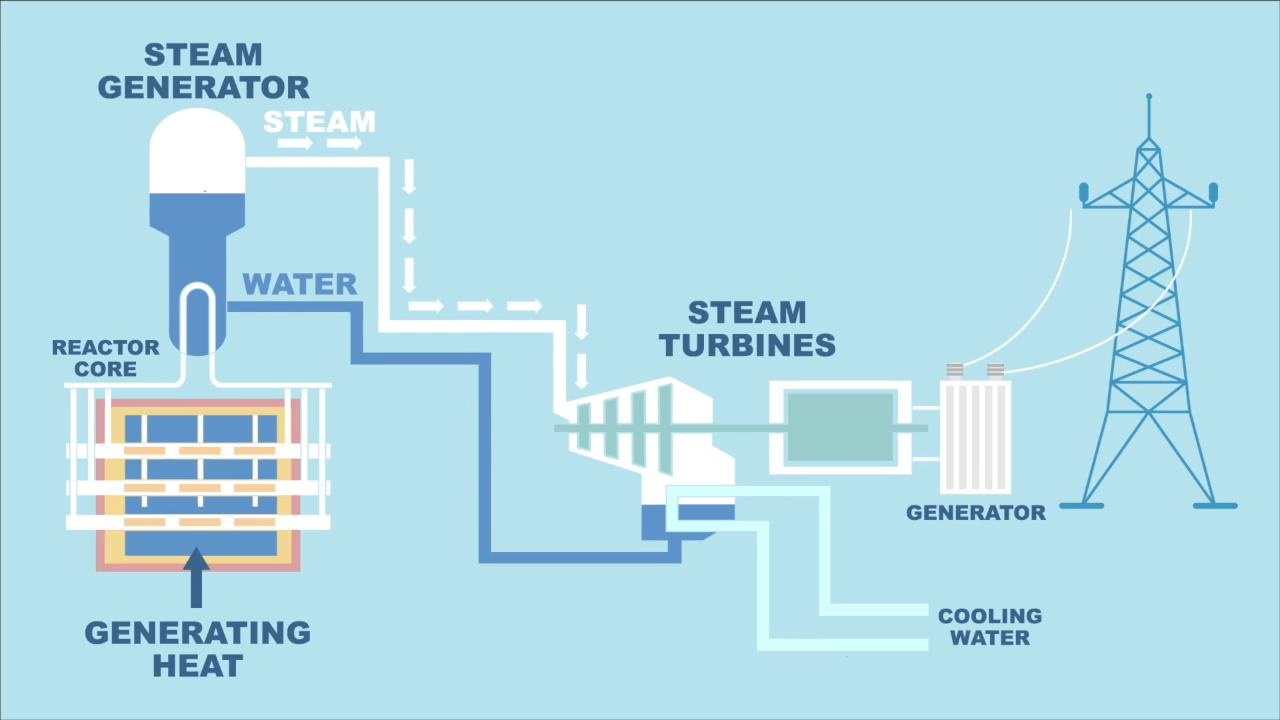 STEAM
GENERATOR
STEAM
WATER
REACTOR
CORE
STEAM
TURBINES
GENERATOR
GENERATING
HEAT
COOLING
WATER